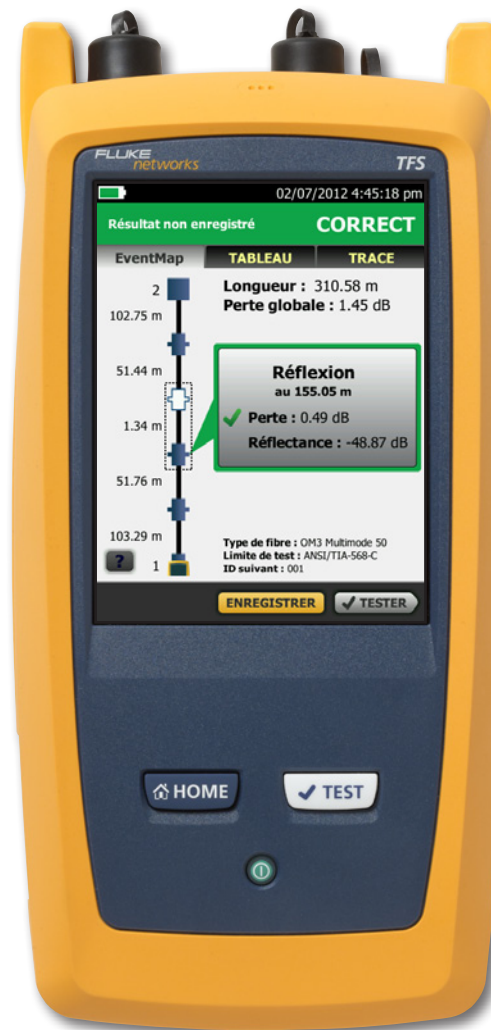 FLUKE
networks
TFS
02/07/2012 4:45:18 pm
Résultat non enregistré CORRECT
EventMap TABLEAU TRACE
2
Longueur : 310.58 m
Perte globale : 1.45 dB
102.75 m
51.44 m
Réflexion
au 155.05 m
Perte : 0.49 dB
Réflectance : -48.87 dB
1.34 m
51.76 m
103.29 m
Type de fibre : OM3 Multimode 50
Limite de test : ANSI/TIA-568-C
ID suivant : 001
? 1
ENREGISTRER TESTER
HOME TEST